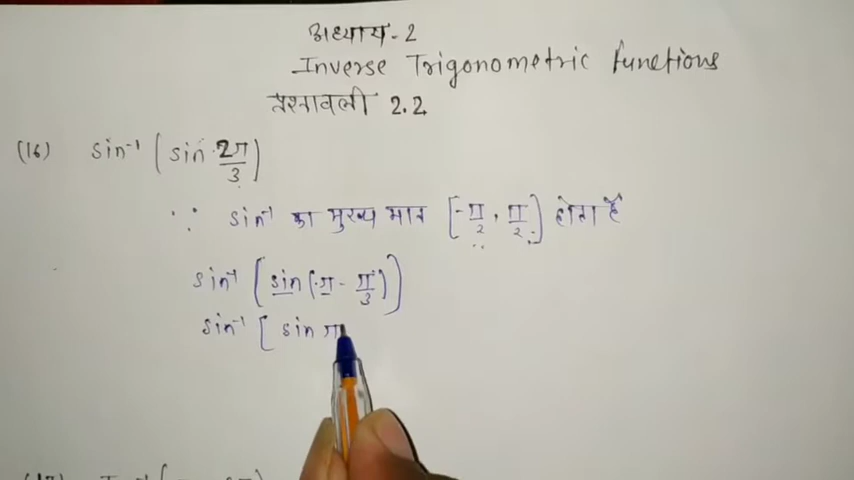 अध्याय-2
Inverse Trigonometric Functions
प्रश्नावली 2.2
(16) sin⁻¹ (sin 2π/3)
∵ sin⁻¹ का मुख्य मान [-π/2, π/2] होता है
sin⁻¹ (sin (π - π/3))
sin⁻¹ [ sin π